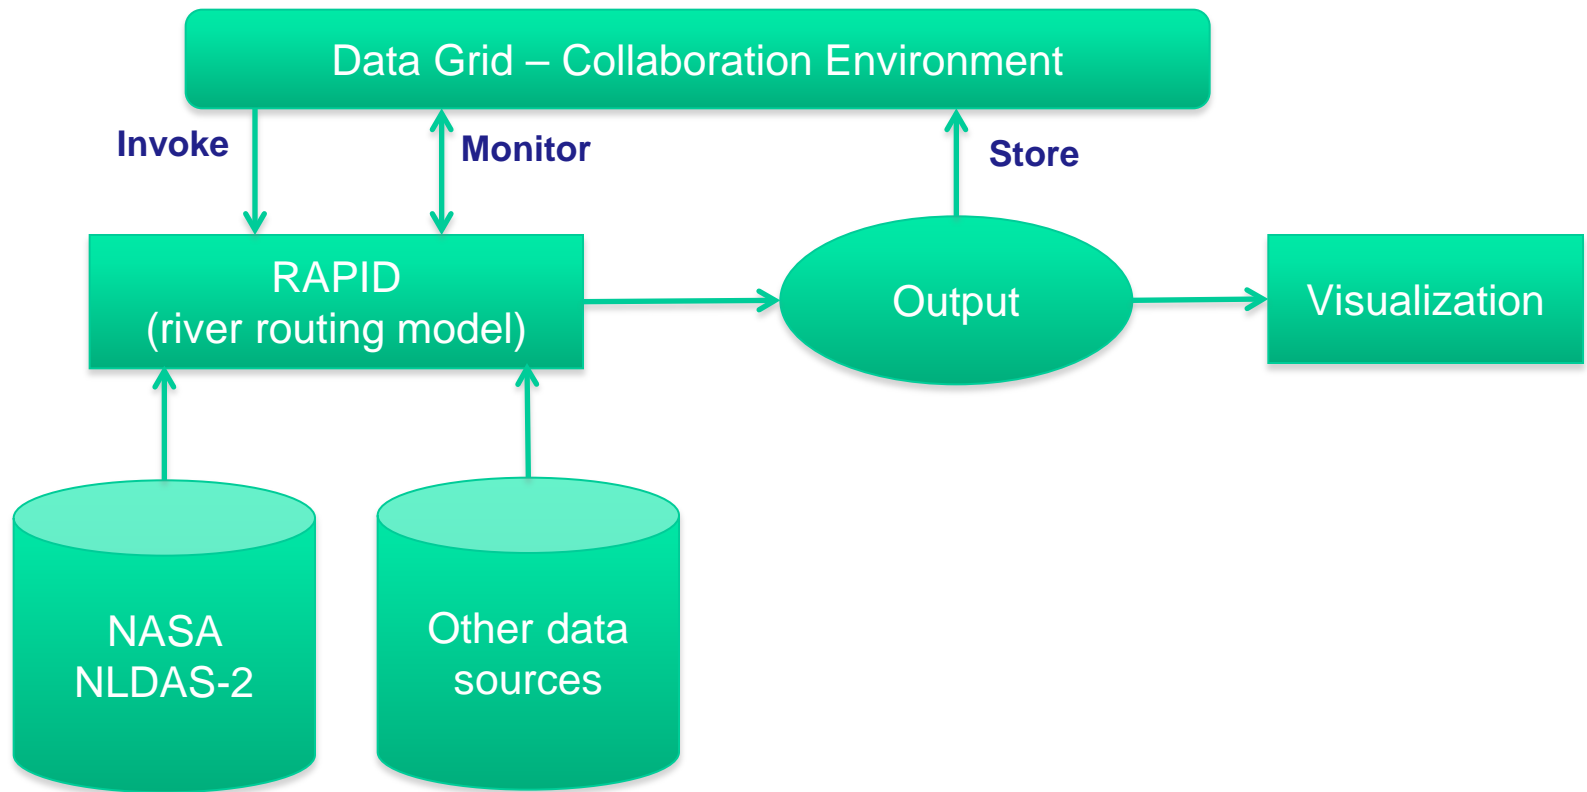 Data Grid – Collaboration Environment
Invoke
Monitor
Store
RAPID
(river routing model)
Output
Visualization
NASA
NLDAS-2
Other data
sources